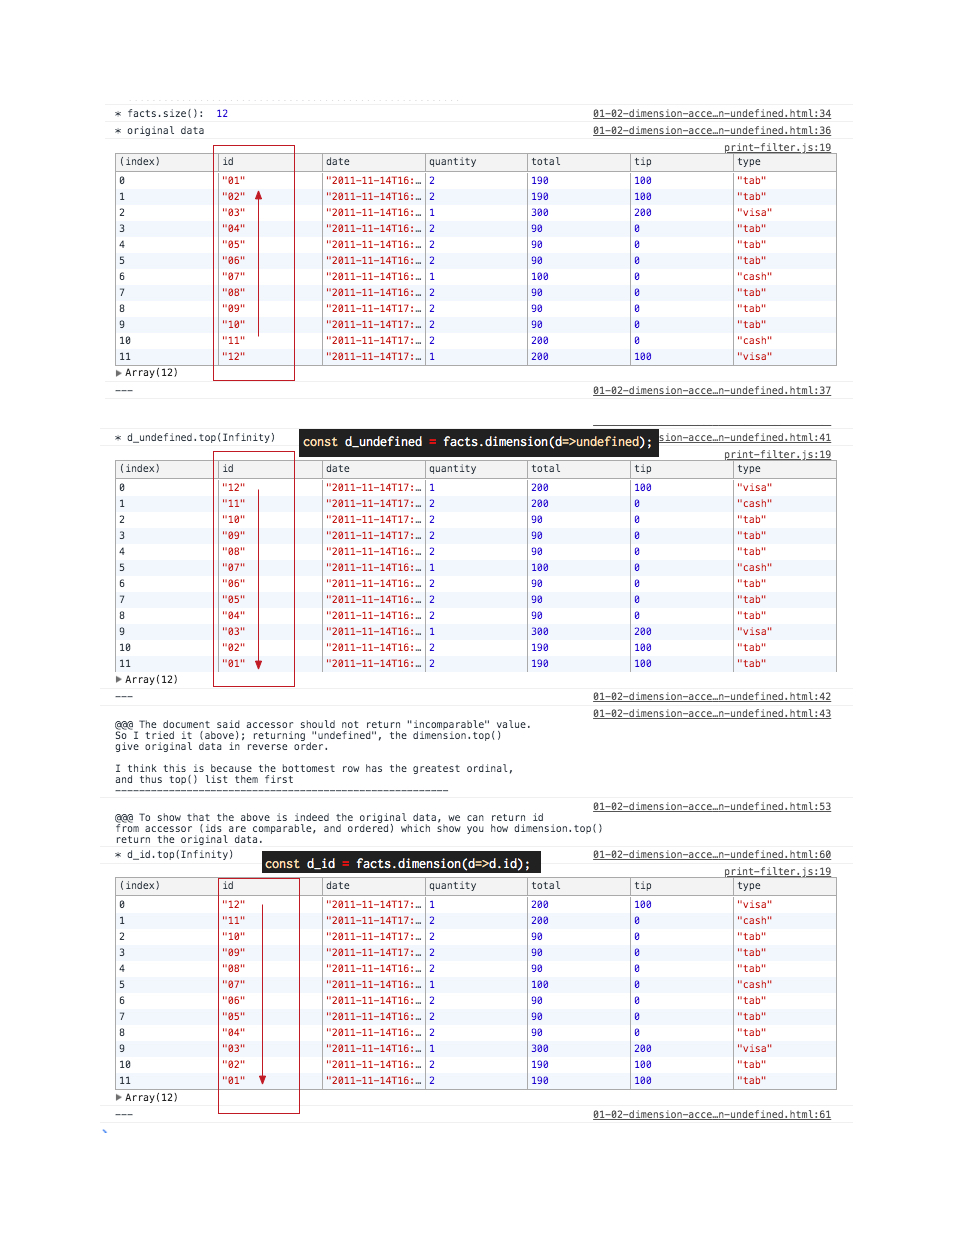 * facts.size(): 12 01-02-dimension-acce…n-undefined.html:34
* original data 01-02-dimension-acce…n-undefined.html:36
print-filter.js:19
(index) id date quantity total tip type
0 "01" "2011-11-14T16:… 2 190 100 "tab"
1 "02" "2011-11-14T16:… 2 190 100 "tab"
2 "03" "2011-11-14T16:… 1 300 200 "visa"
3 "04" "2011-11-14T16:… 2 90 0 "tab"
4 "05" "2011-11-14T16:… 2 90 0 "tab"
5 "06" "2011-11-14T16:… 2 90 0 "tab"
6 "07" "2011-11-14T16:… 1 100 0 "cash"
7 "08" "2011-11-14T16:… 2 90 0 "tab"
8 "09" "2011-11-14T17:… 2 90 0 "tab"
9 "10" "2011-11-14T17:… 2 90 0 "tab"
10 "11" "2011-11-14T17:… 2 200 0 "cash"
11 "12" "2011-11-14T17:… 1 200 100 "visa"
Array(12)
--- 01-02-dimension-acce…n-undefined.html:37
* d_undefined.top(Infinity) const d_undefined = facts.dimension(d=>undefined); sion-acce…n-undefined.html:41
print-filter.js:19
(index) id date quantity total tip type
0 "12" "2011-11-14T17:… 1 200 100 "visa"
1 "11" "2011-11-14T17:… 2 200 0 "cash"
2 "10" "2011-11-14T17:… 2 90 0 "tab"
3 "09" "2011-11-14T17:… 2 90 0 "tab"
4 "08" "2011-11-14T16:… 2 90 0 "tab"
5 "07" "2011-11-14T16:… 1 100 0 "cash"
6 "06" "2011-11-14T16:… 2 90 0 "tab"
7 "05" "2011-11-14T16:… 2 90 0 "tab"
8 "04" "2011-11-14T16:… 2 90 0 "tab"
9 "03" "2011-11-14T16:… 1 300 200 "visa"
10 "02" "2011-11-14T16:… 2 190 100 "tab"
11 "01" "2011-11-14T16:… 2 190 100 "tab"
Array(12)
--- 01-02-dimension-acce…n-undefined.html:42
01-02-dimension-acce…n-undefined.html:43
@@@ The document said accessor should not return "incomparable" value.
So I tried it (above); returning "undefined", the dimension.top()
give original data in reverse order.
I think this is because the bottomest row has the greatest ordinal,
and thus top() list them first
--------------------------------------------------------
01-02-dimension-acce…n-undefined.html:53
@@@ To show that the above is indeed the original data, we can return id
from accessor (ids are comparable, and ordered) which show you how dimension.top()
return the original data.
* d_id.top(Infinity) const d_id = facts.dimension(d=>d.id); 01-02-dimension-acce…n-undefined.html:60
print-filter.js:19
(index) id date quantity total tip type
0 "12" "2011-11-14T17:… 1 200 100 "visa"
1 "11" "2011-11-14T17:… 2 200 0 "cash"
2 "10" "2011-11-14T17:… 2 90 0 "tab"
3 "09" "2011-11-14T17:… 2 90 0 "tab"
4 "08" "2011-11-14T16:… 2 90 0 "tab"
5 "07" "2011-11-14T16:… 1 100 0 "cash"
6 "06" "2011-11-14T16:… 2 90 0 "tab"
7 "05" "2011-11-14T16:… 2 90 0 "tab"
8 "04" "2011-11-14T16:… 2 90 0 "tab"
9 "03" "2011-11-14T16:… 1 300 200 "visa"
10 "02" "2011-11-14T16:… 2 190 100 "tab"
11 "01" "2011-11-14T16:… 2 190 100 "tab"
Array(12)
--- 01-02-dimension-acce…n-undefined.html:61